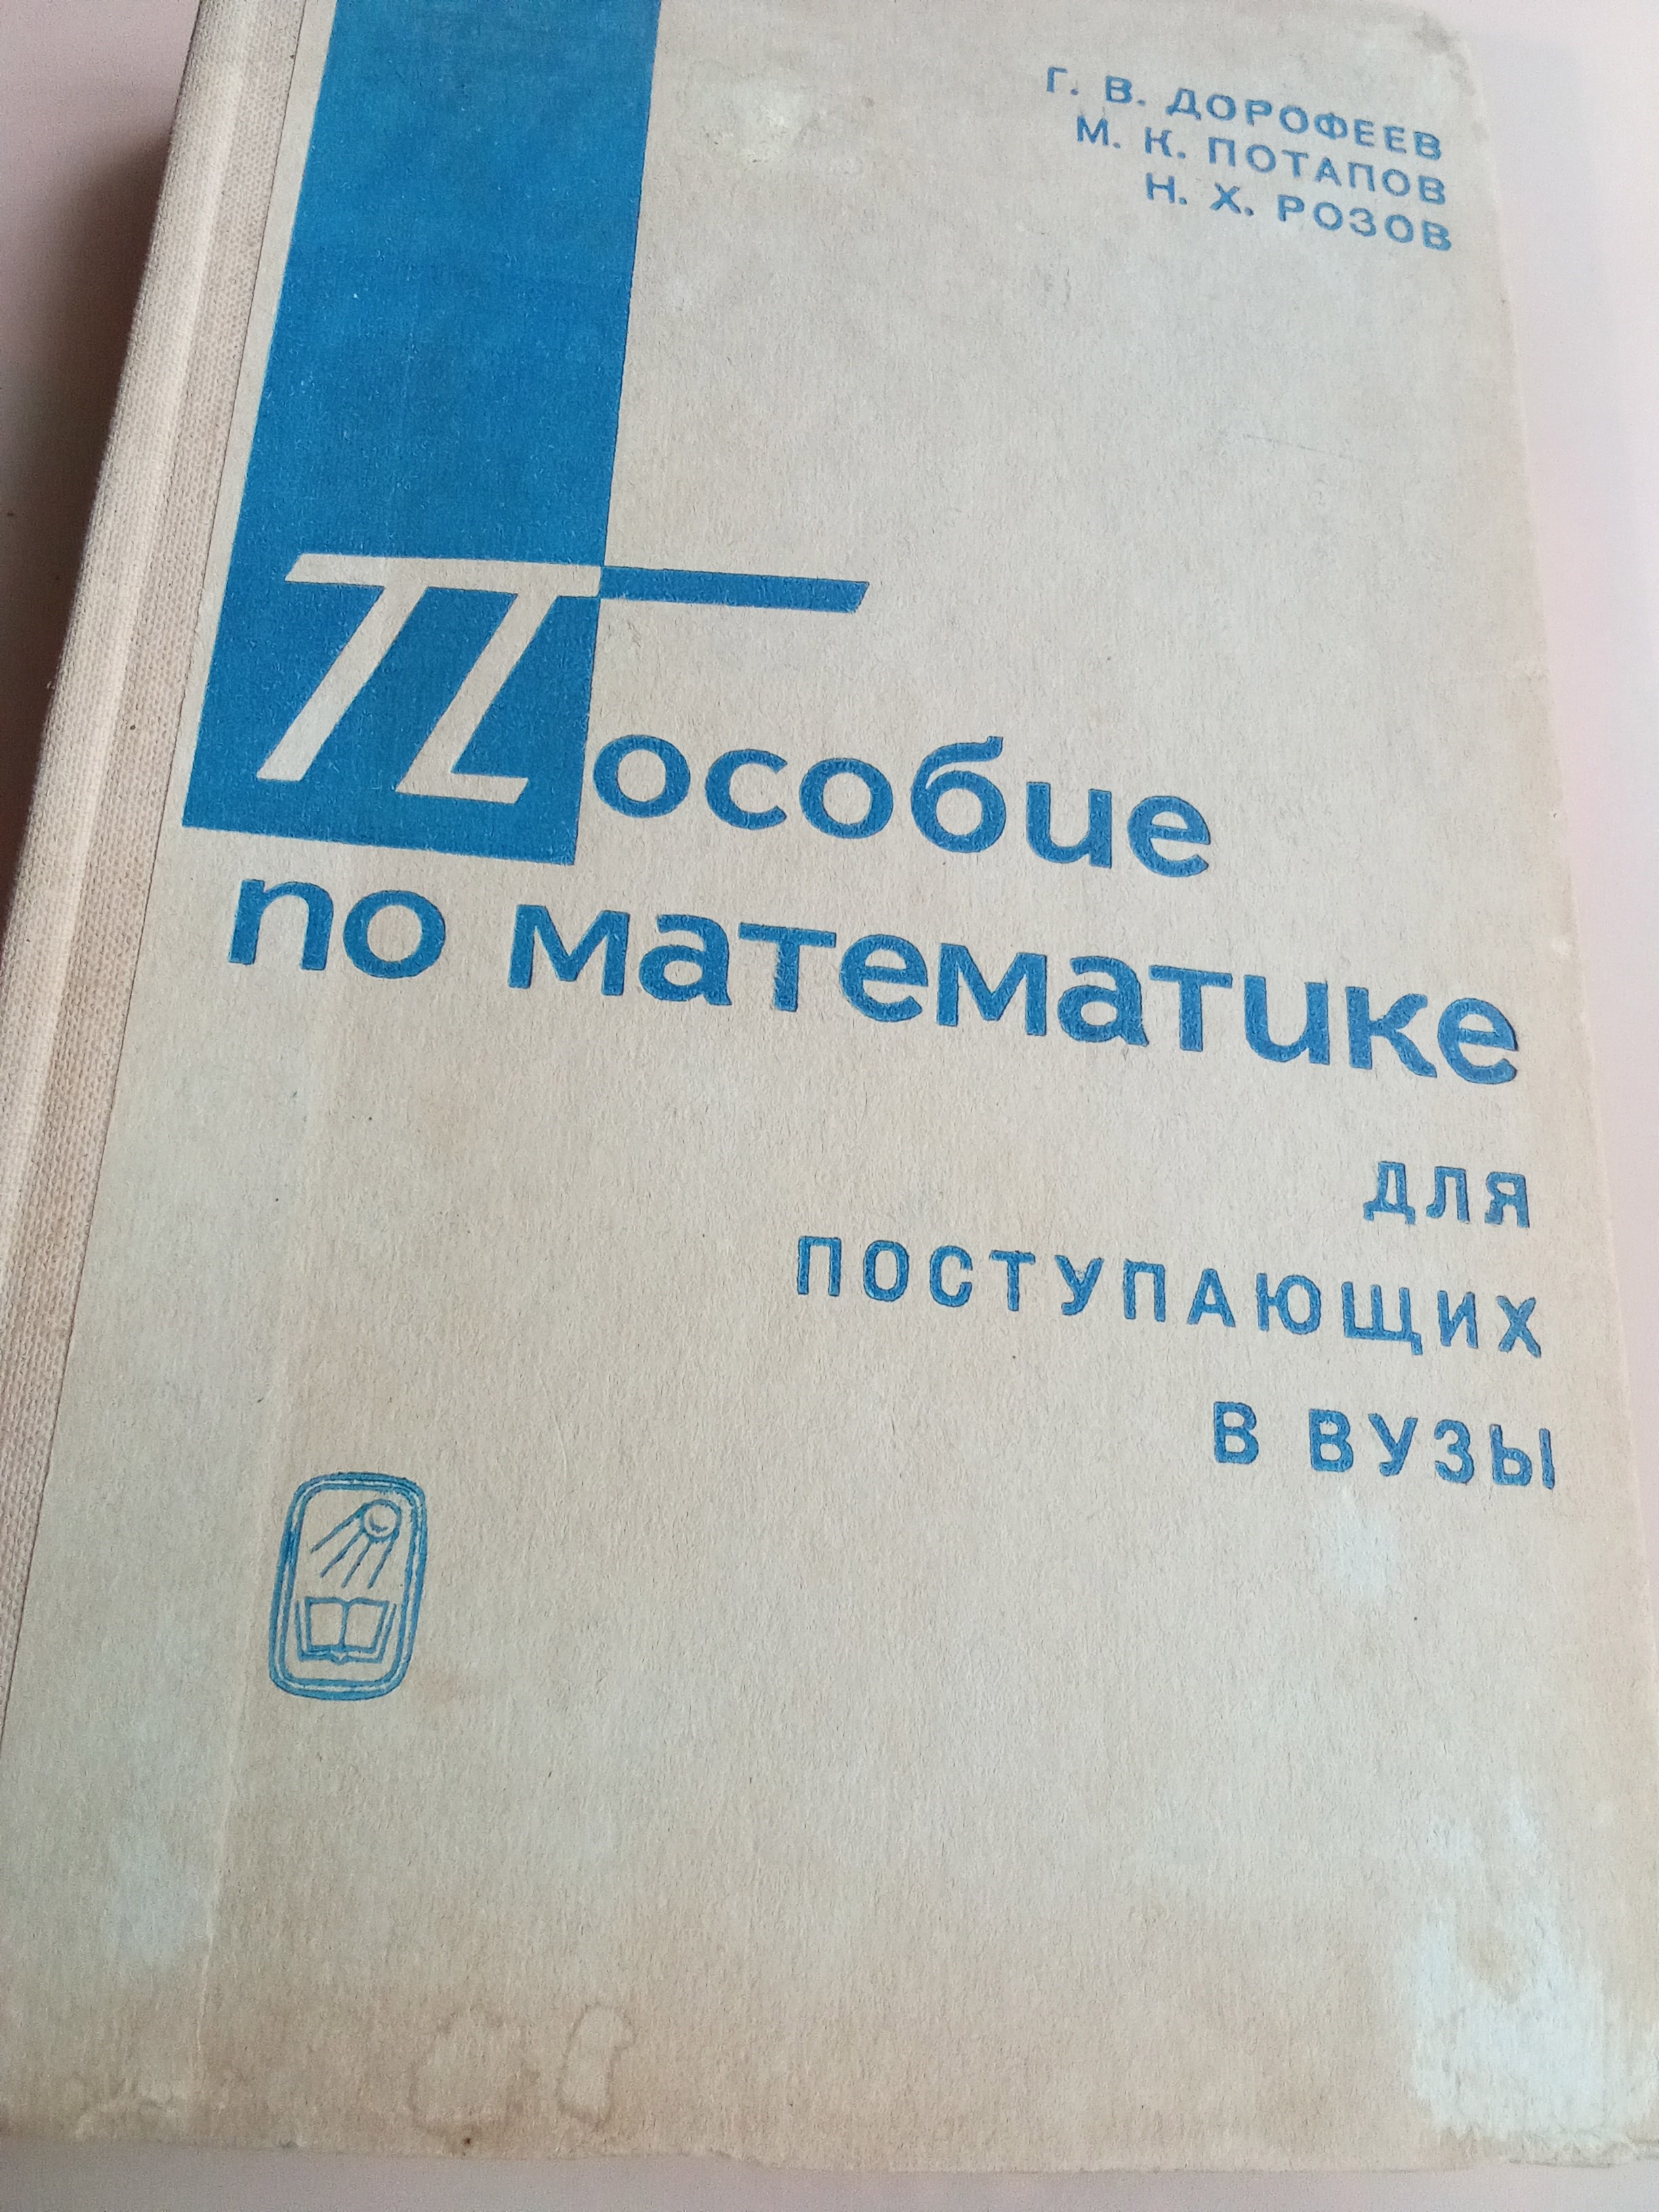 Г. В. ДОРОФЕЕВ
М. К. ПОТАПОВ
Н. Х. РОЗОВ
Пособие
по математике
ДЛЯ
ПОСТУПАЮЩИХ
В ВУЗЫ